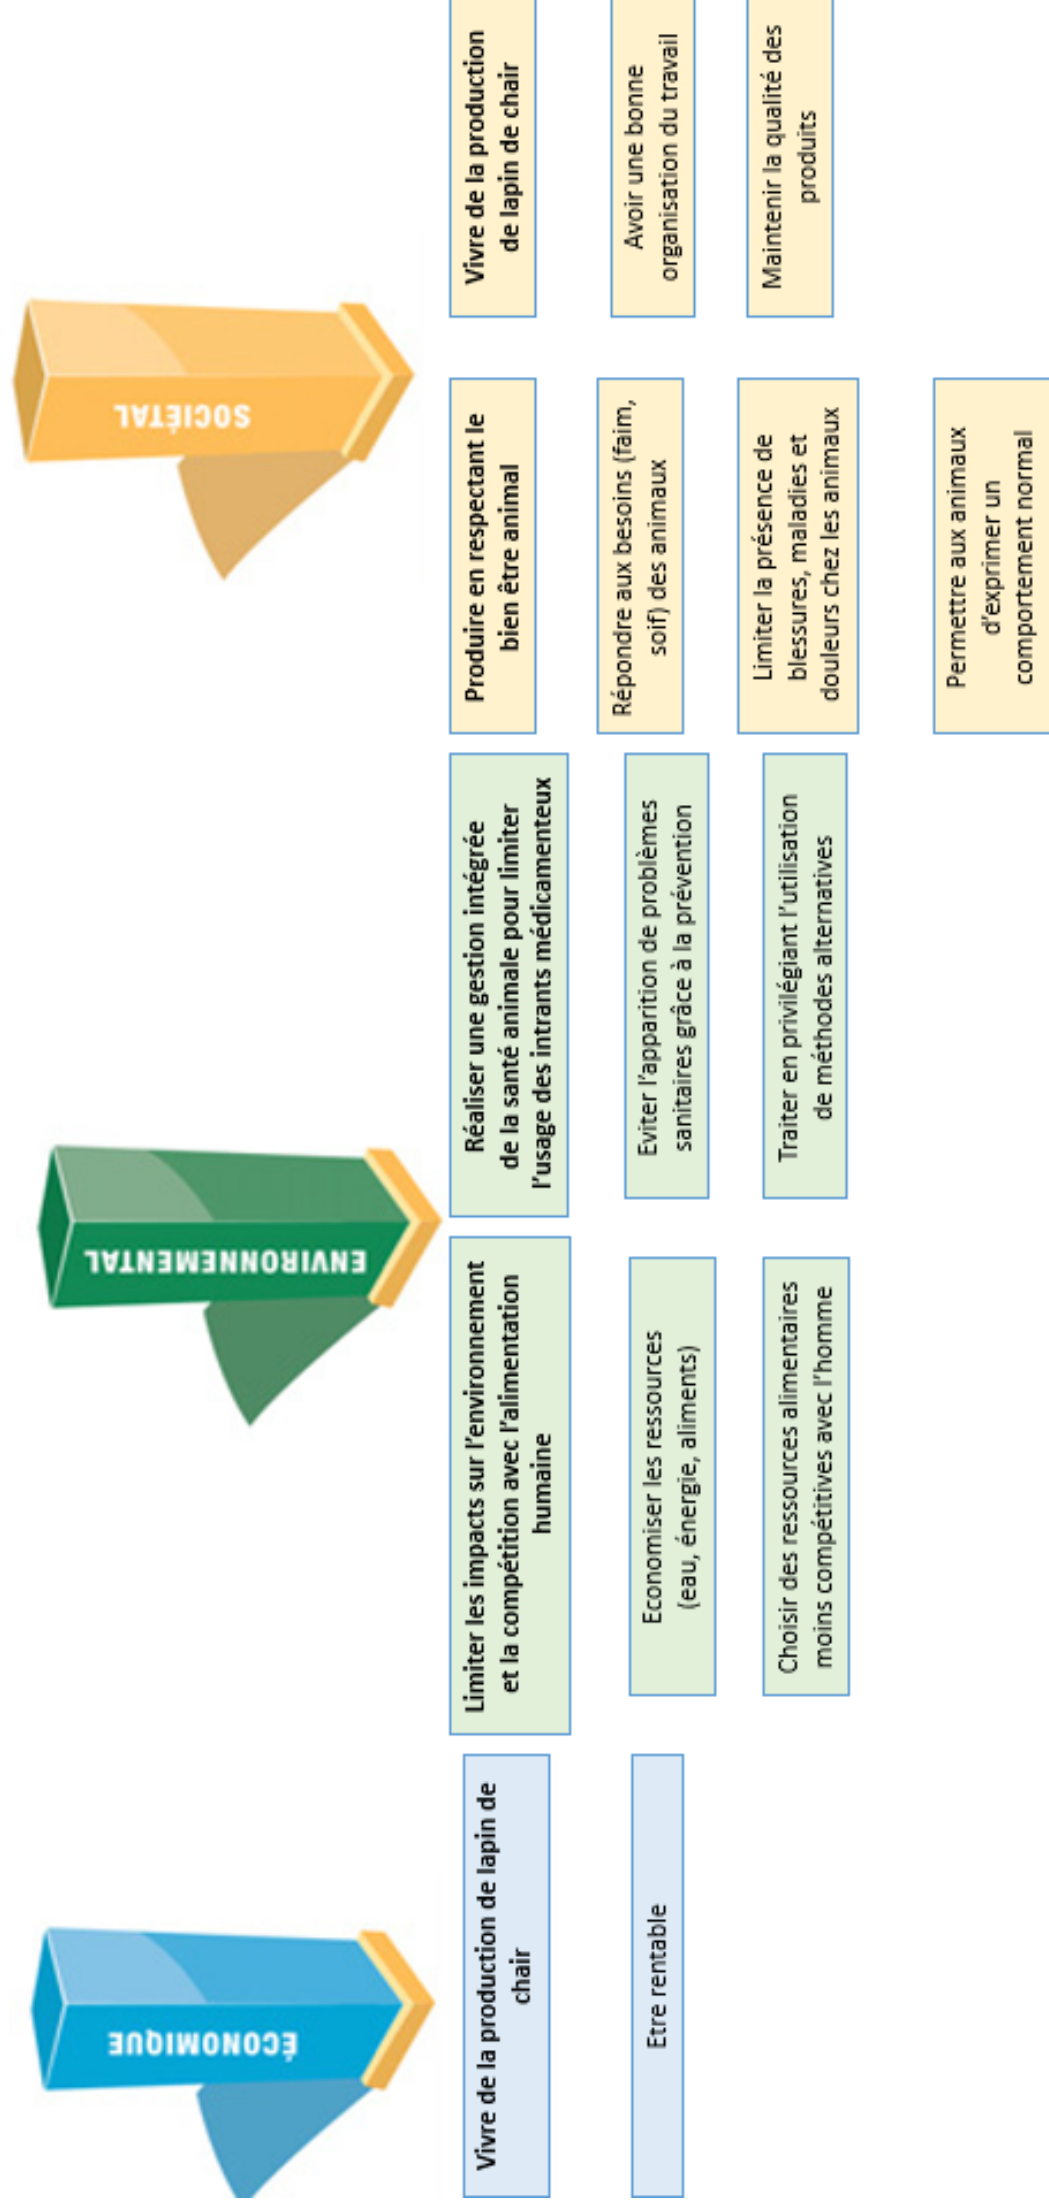 ÉCONOMIQUE
Vivre de la production de lapin de
chair
Etre rentable
ENVIRONNEMENTAL
Limiter les impacts sur l'environnement
et la compétition avec l'alimentation
humaine
Economiser les ressources
(eau, énergie, aliments)
Choisir des ressources alimentaires
moins compétitives avec l'homme
Réaliser une gestion intégrée
de la santé animale pour limiter
l'usage des intrants médicamenteux
Eviter l'apparition de problèmes
sanitaires grâce à la prévention
Traiter en privilégiant l'utilisation
de méthodes alternatives
SOCIÉTAL
Produire en respectant le
bien être animal
Répondre aux besoins (faim,
soif) des animaux
Limiter la présence de
blessures, maladies et
douleurs chez les animaux
Permettre aux animaux
d'exprimer un
comportement normal
Vivre de la production
de lapin de chair
Avoir une bonne
organisation du travail
Maintenir la qualité des
produits